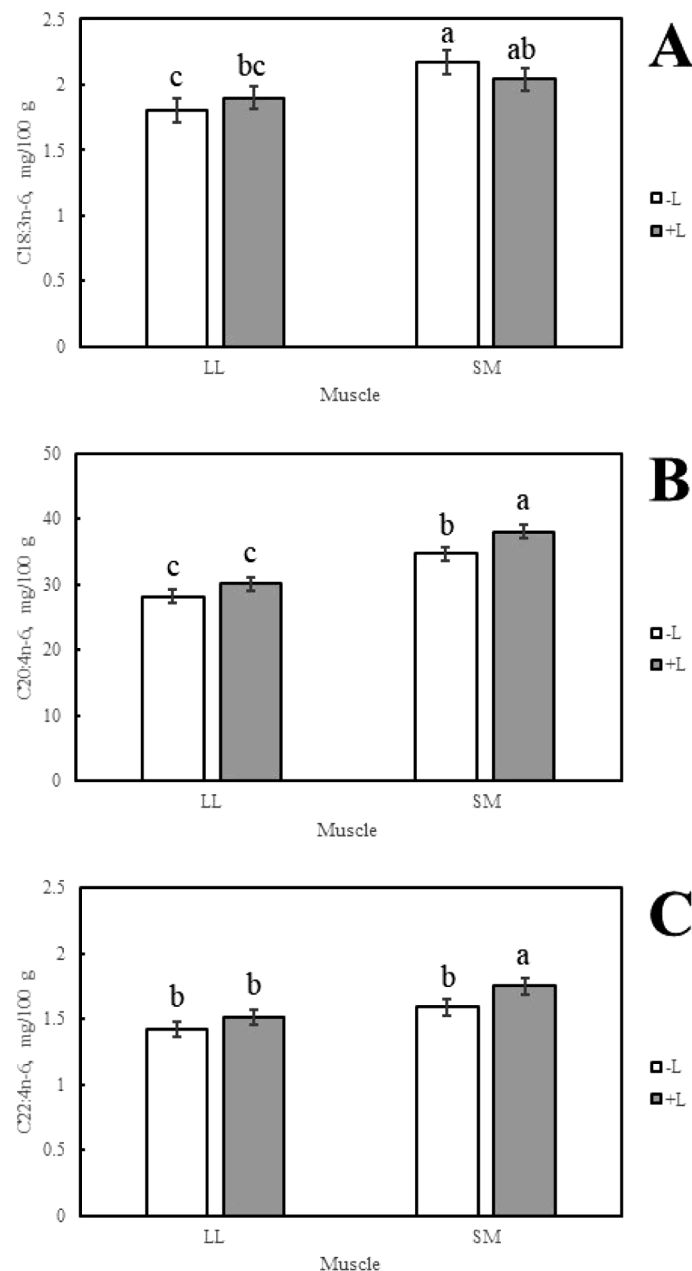 A
C18:3n-6, mg/100 g
2.5
2
1.5
1
0.5
0
c
bc
a
ab
-L
+L
LL
SM
Muscle
B
C20:4n-6, mg/100 g
50
40
30
20
10
0
c
c
b
a
-L
+L
LL
SM
Muscle
C
C22:4n-6, mg/100 g
2.5
2
1.5
1
0.5
0
b
b
b
a
-L
+L
LL
SM
Muscle